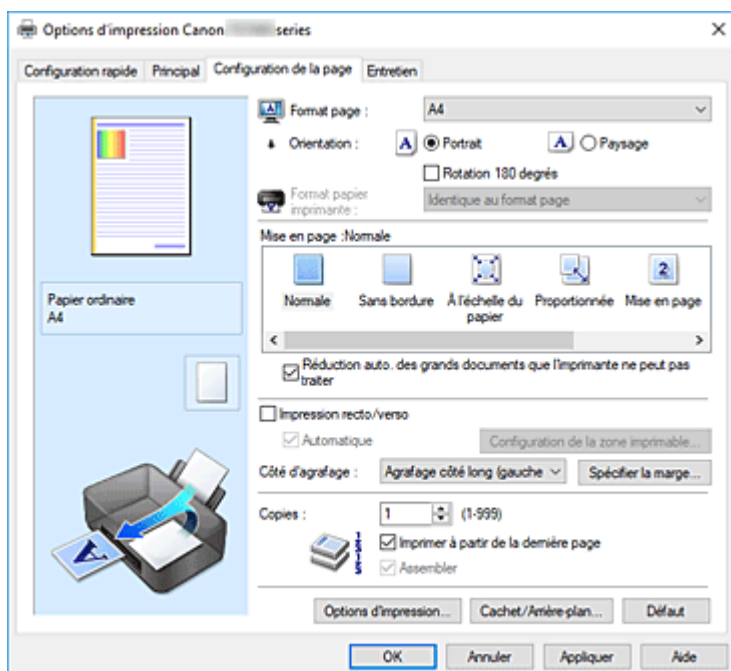 Options d'impression Canon series
Configuration rapide Principal Configuration de la page Entretien
Format page : A4
Orientation : A Portrait A Paysage
Rotation 180 degrés
Format papier imprimante : Identique au format page
Mise en page :Normale
2
Normale Sans bordure À l'échelle du papier Proportionnée Mise en page
Papier ordinaire
A4
Réduction auto. des grands documents que l'imprimante ne peut pas
traiter
Impression recto/verso
Automatique Configuration de la zone imprimable...
Côté d'agrafage : Agrafage côté long (gauche Spécifier la marge...
Copies : 1 (1-999)
Imprimer à partir de la dernière page
Assembler
Options d'impression... Cachet/Arrière-plan... Défaut
OK Annuler Appliquer Aide